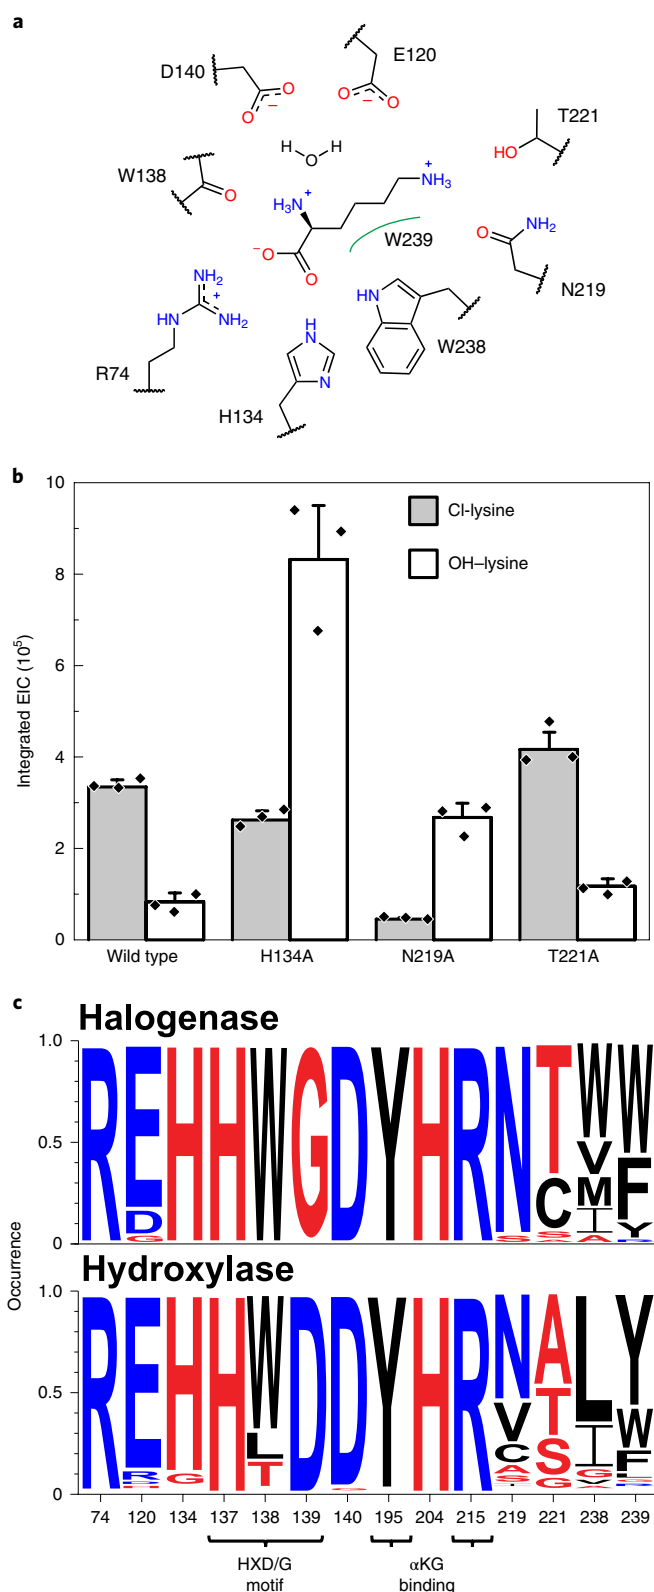 a
D140
E120
T221
W138
W239
N219
W238
R74
H134
O
O
−
O
O
−
H H
O
HO
O
H₃N
+
+
NH₃
−O
O
O
NH₂
NH₂
+
HN
NH₂
HN
H
N
N
b
Integrated EIC (10⁵)
10
8
6
4
2
0
Cl-lysine
OH–lysine
Wild type
H134A
N219A
T221A
c
Halogenase
Occurrence
1.0
0.5
0
R E H H W G D Y H R N T W W
D S C V F
G S M Y
A I R
A
Hydroxylase
1.0
0.5
0
R E H H W D D Y H R N A L Y
R G L V T I W
T C S G F
A G V L
S
74 120 134 137 138 139 140 195 204 215 219 221 238 239
HXD/G
motif
αKG
binding